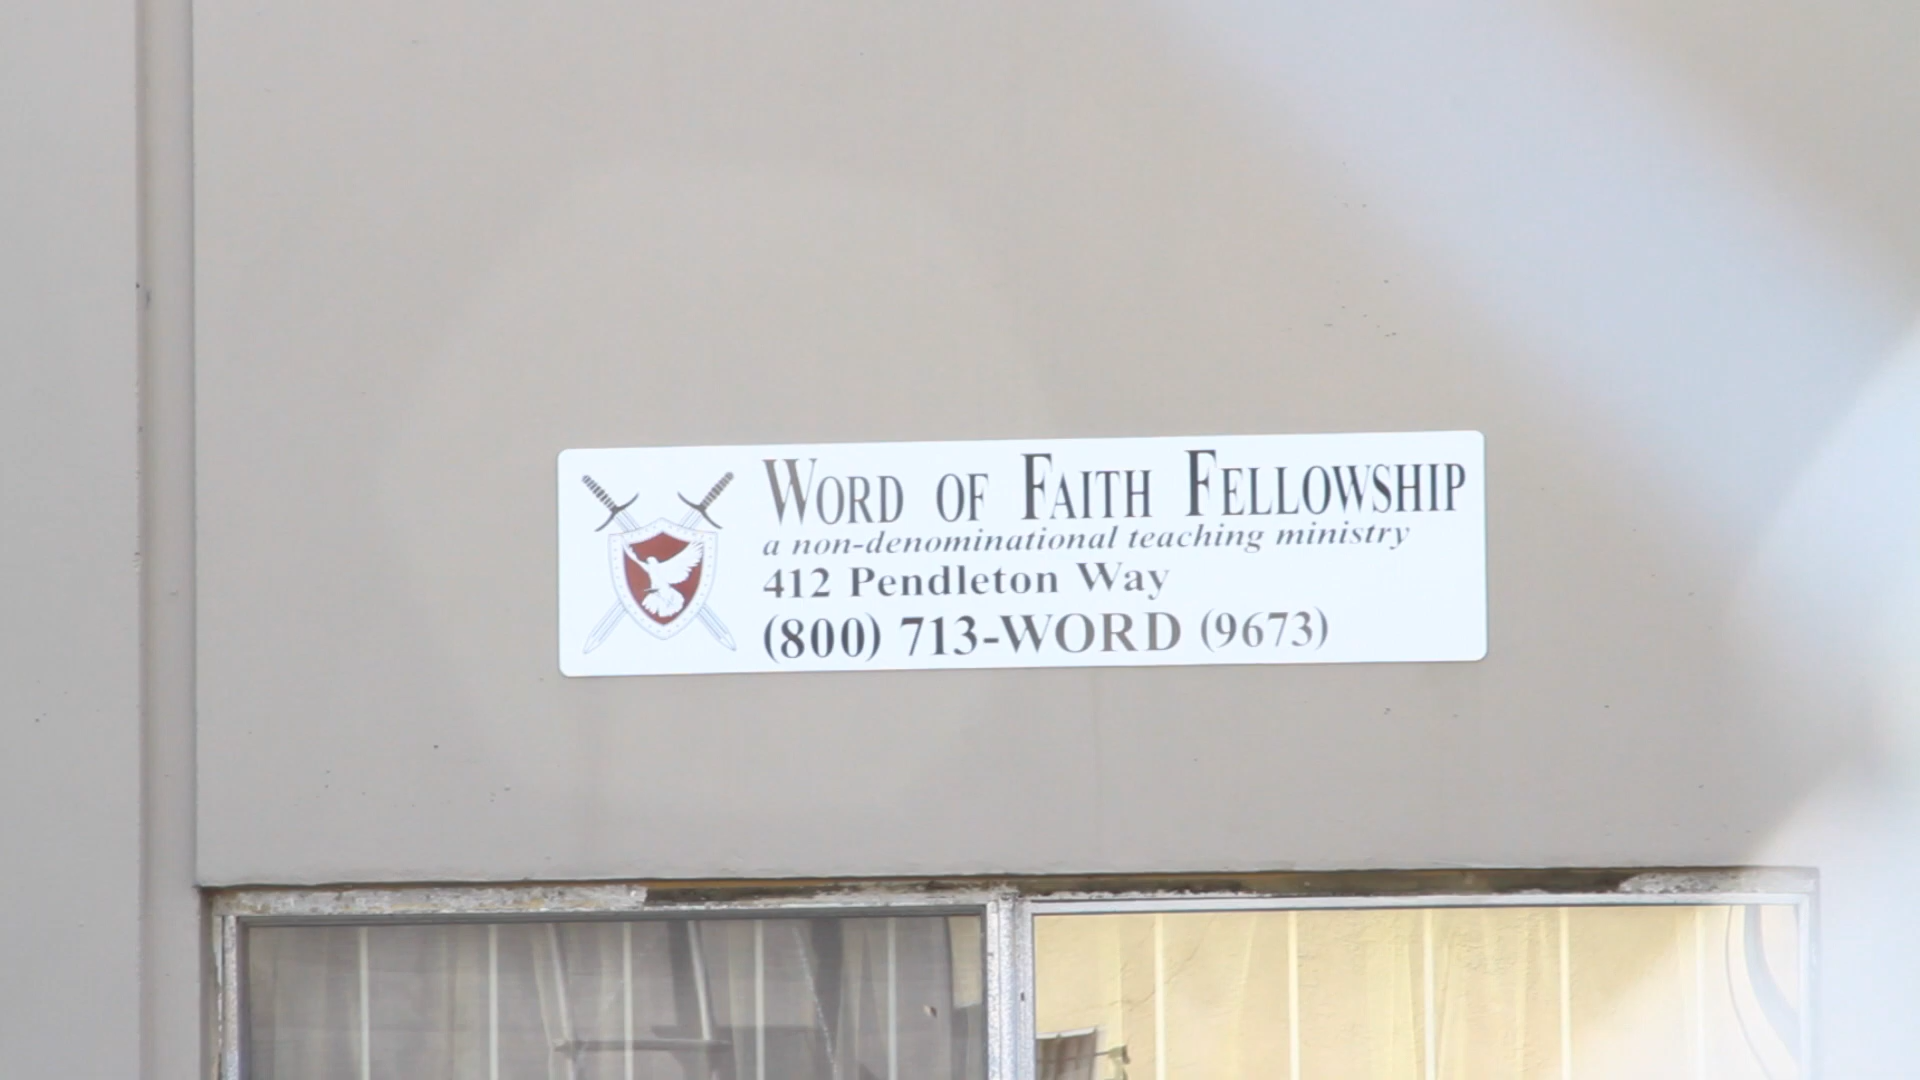 WORD OF FAITH FELLOWSHIP
a non-denominational teaching ministry
412 Pendleton Way
(800) 713-WORD (9673)